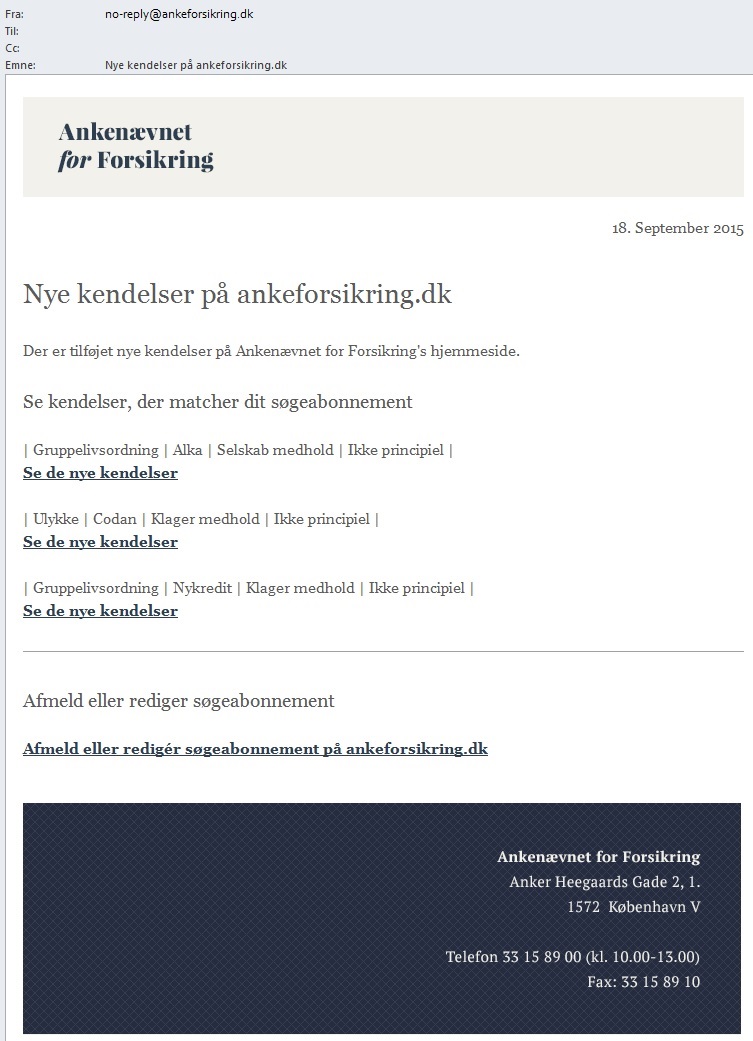 Fra: no-reply@ankeforsikring.dk
Til:
Cc:
Emne: Nye kendelser på ankeforsikring.dk
Ankenævnet
for Forsikring
18. September 2015
Nye kendelser på ankeforsikring.dk
Der er tilføjet nye kendelser på Ankenævnet for Forsikring's hjemmeside.
Se kendelser, der matcher dit søgeabonnement
| Gruppelivsordning | Alka | Selskab medhold | Ikke principiel |
Se de nye kendelser
| Ulykke | Codan | Klager medhold | Ikke principiel |
Se de nye kendelser
| Gruppelivsordning | Nykredit | Klager medhold | Ikke principiel |
Se de nye kendelser
Afmeld eller rediger søgeabonnement
Afmeld eller redigér søgeabonnement på ankeforsikring.dk
Ankenævnet for Forsikring
Anker Heegaards Gade 2, 1.
1572 København V
Telefon 33 15 89 00 (kl. 10.00-13.00)
Fax: 33 15 89 10